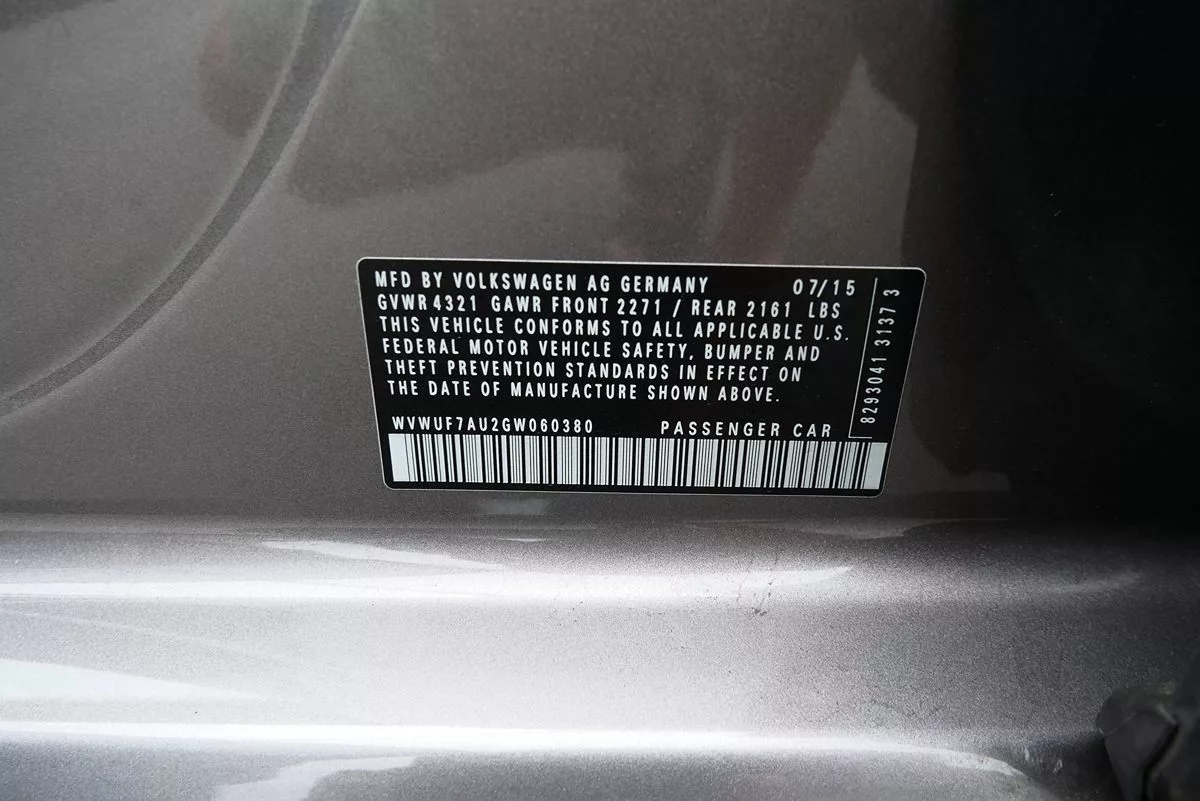 MFD BY VOLKSWAGEN AG GERMANY 07/15
GVWR 4321 GAWR FRONT 2271 / REAR 2161 LBS
THIS VEHICLE CONFORMS TO ALL APPLICABLE U.S.
FEDERAL MOTOR VEHICLE SAFETY, BUMPER AND
THEFT PREVENTION STANDARDS IN EFFECT ON
THE DATE OF MANUFACTURE SHOWN ABOVE.
WVWUF7AU2GW060380 PASSENGER CAR
8293041 3137 3